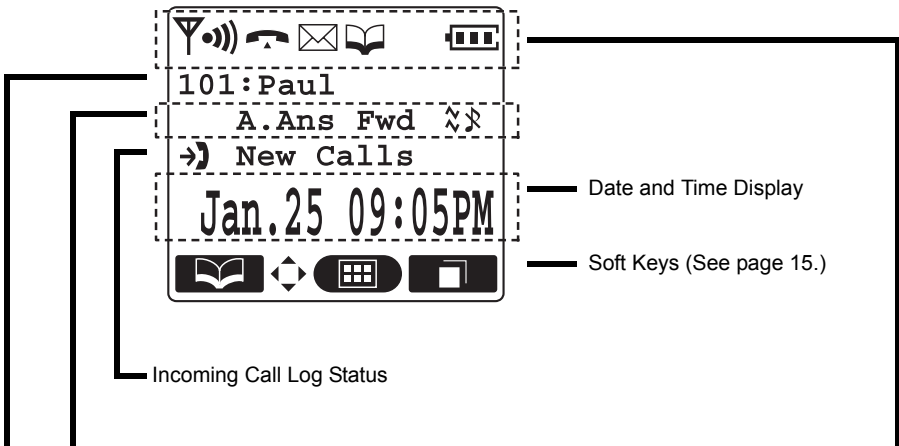 101:Paul
A.Ans Fwd
New Calls
Jan.25 09:05PM
Date and Time Display
Soft Keys (See page 15.)
Incoming Call Log Status